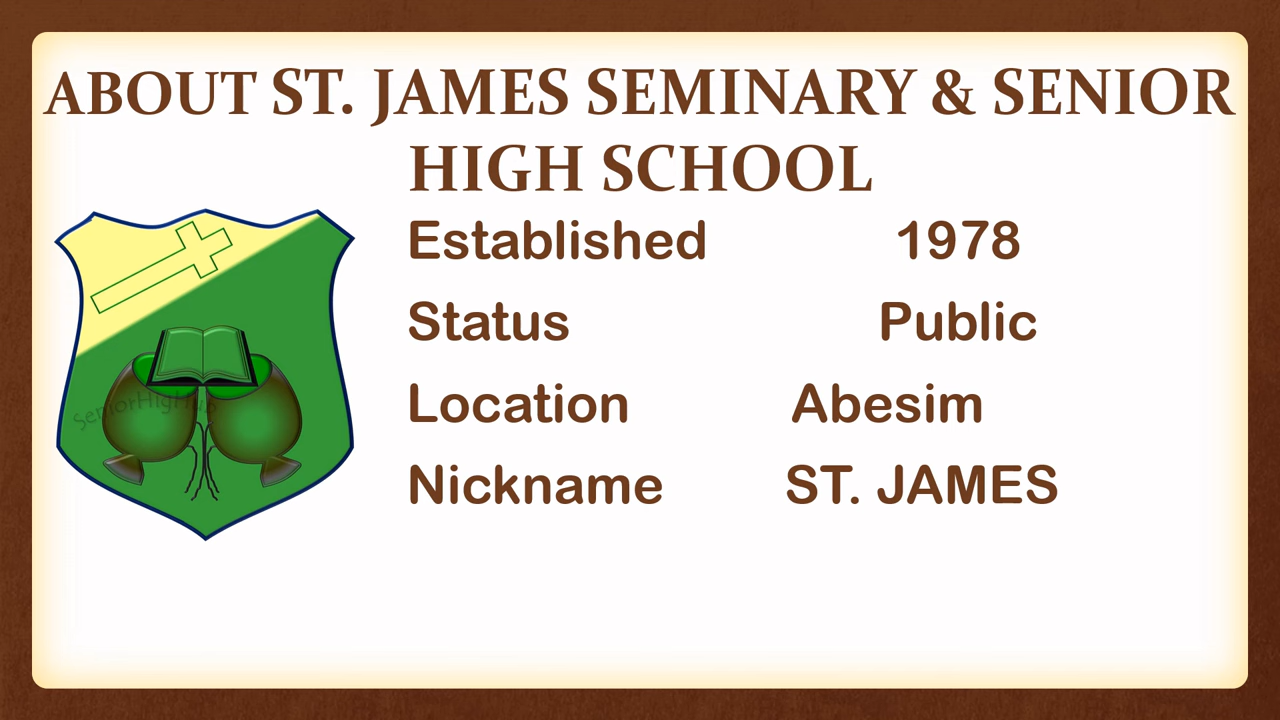 ABOUT ST. JAMES SEMINARY & SENIOR
HIGH SCHOOL
Established 1978
Status Public
Location Abesim
Nickname ST. JAMES